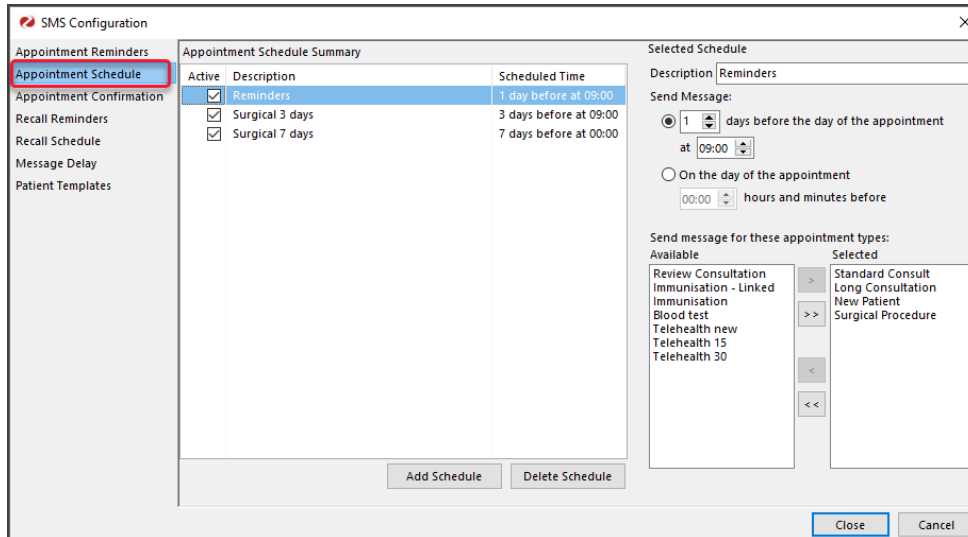 SMS Configuration
Appointment Reminders
Appointment Schedule
Appointment Confirmation
Recall Reminders
Recall Schedule
Message Delay
Patient Templates
Appointment Schedule Summary
Active Description Scheduled Time
Reminders 1 day before at 09:00
Surgical 3 days 3 days before at 09:00
Surgical 7 days 7 days before at 00:00
Add Schedule Delete Schedule
Selected Schedule
Description Reminders
Send Message:
1 days before the day of the appointment
at 09:00
On the day of the appointment
00:00 hours and minutes before
Send message for these appointment types:
Available
Review Consultation
Immunisation - Linked
Immunisation
Blood test
Telehealth new
Telehealth 15
Telehealth 30
>
>>
<
<<
Selected
Standard Consult
Long Consultation
New Patient
Surgical Procedure
Close Cancel